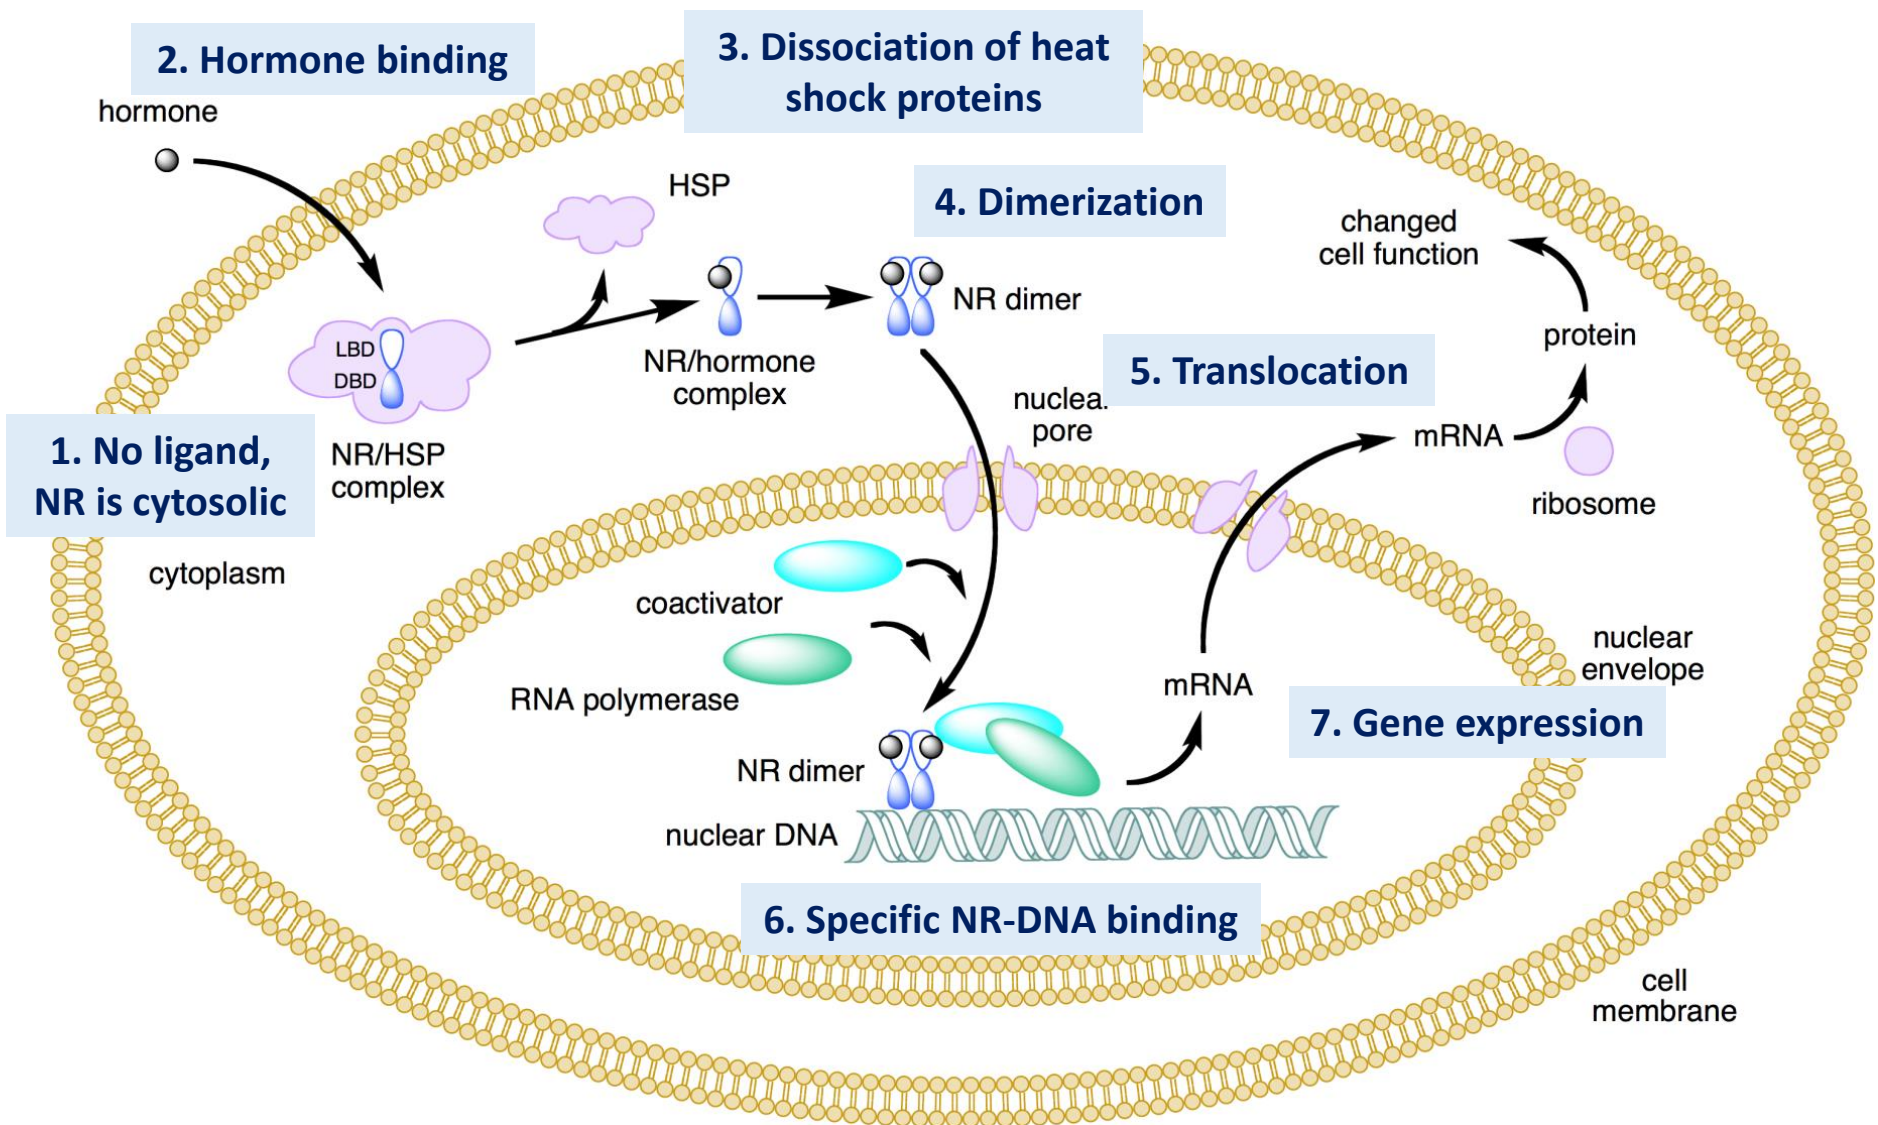 2. Hormone binding
3. Dissociation of heat
shock proteins
hormone
HSP
4. Dimerization
changed
cell function
NR dimer
LBD
DBD
NR/hormone
complex
protein
5. Translocation
nuclear
pore
mRNA
1. No ligand,
NR is cytosolic
NR/HSP
complex
ribosome
cytoplasm
coactivator
RNA polymerase
nuclear
envelope
mRNA
7. Gene expression
NR dimer
nuclear DNA
6. Specific NR-DNA binding
cell
membrane